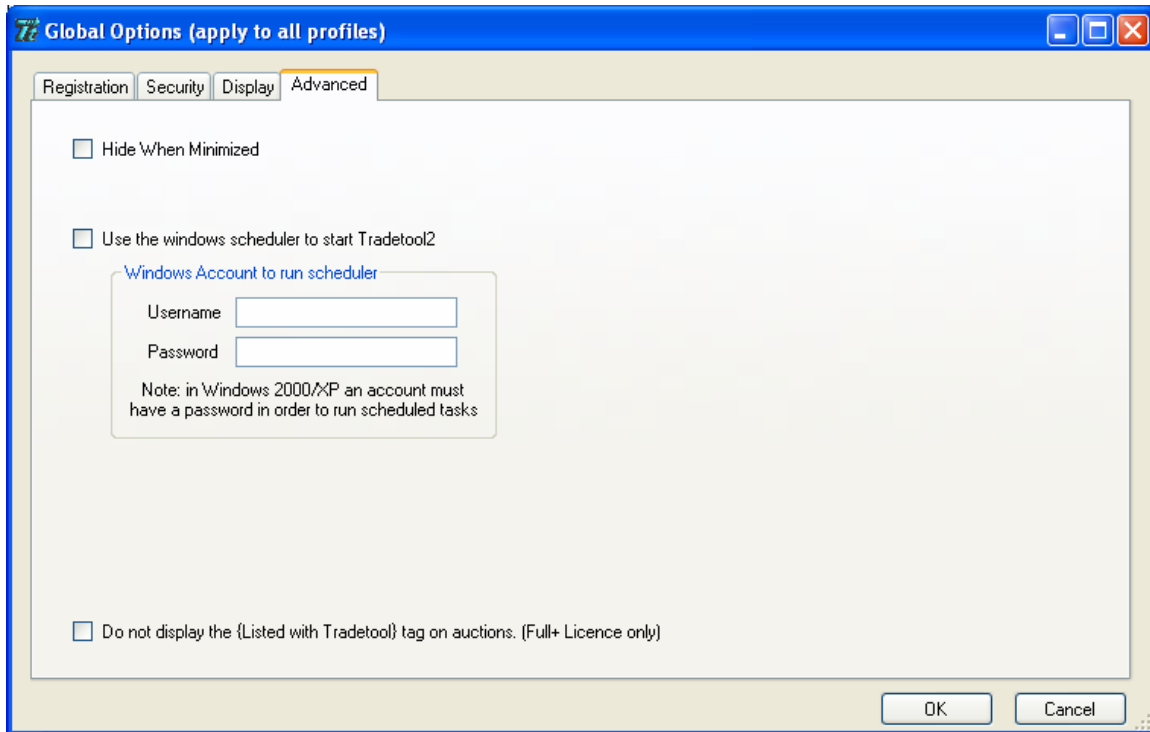 Global Options (apply to all profiles)
Registration Security Display Advanced
Hide When Minimized
Use the windows scheduler to start Tradetool2
Windows Account to run scheduler
Username
Password
Note: in Windows 2000/XP an account must
have a password in order to run scheduled tasks
Do not display the {Listed with Tradetool} tag on auctions. (Full+ Licence only)
OK Cancel